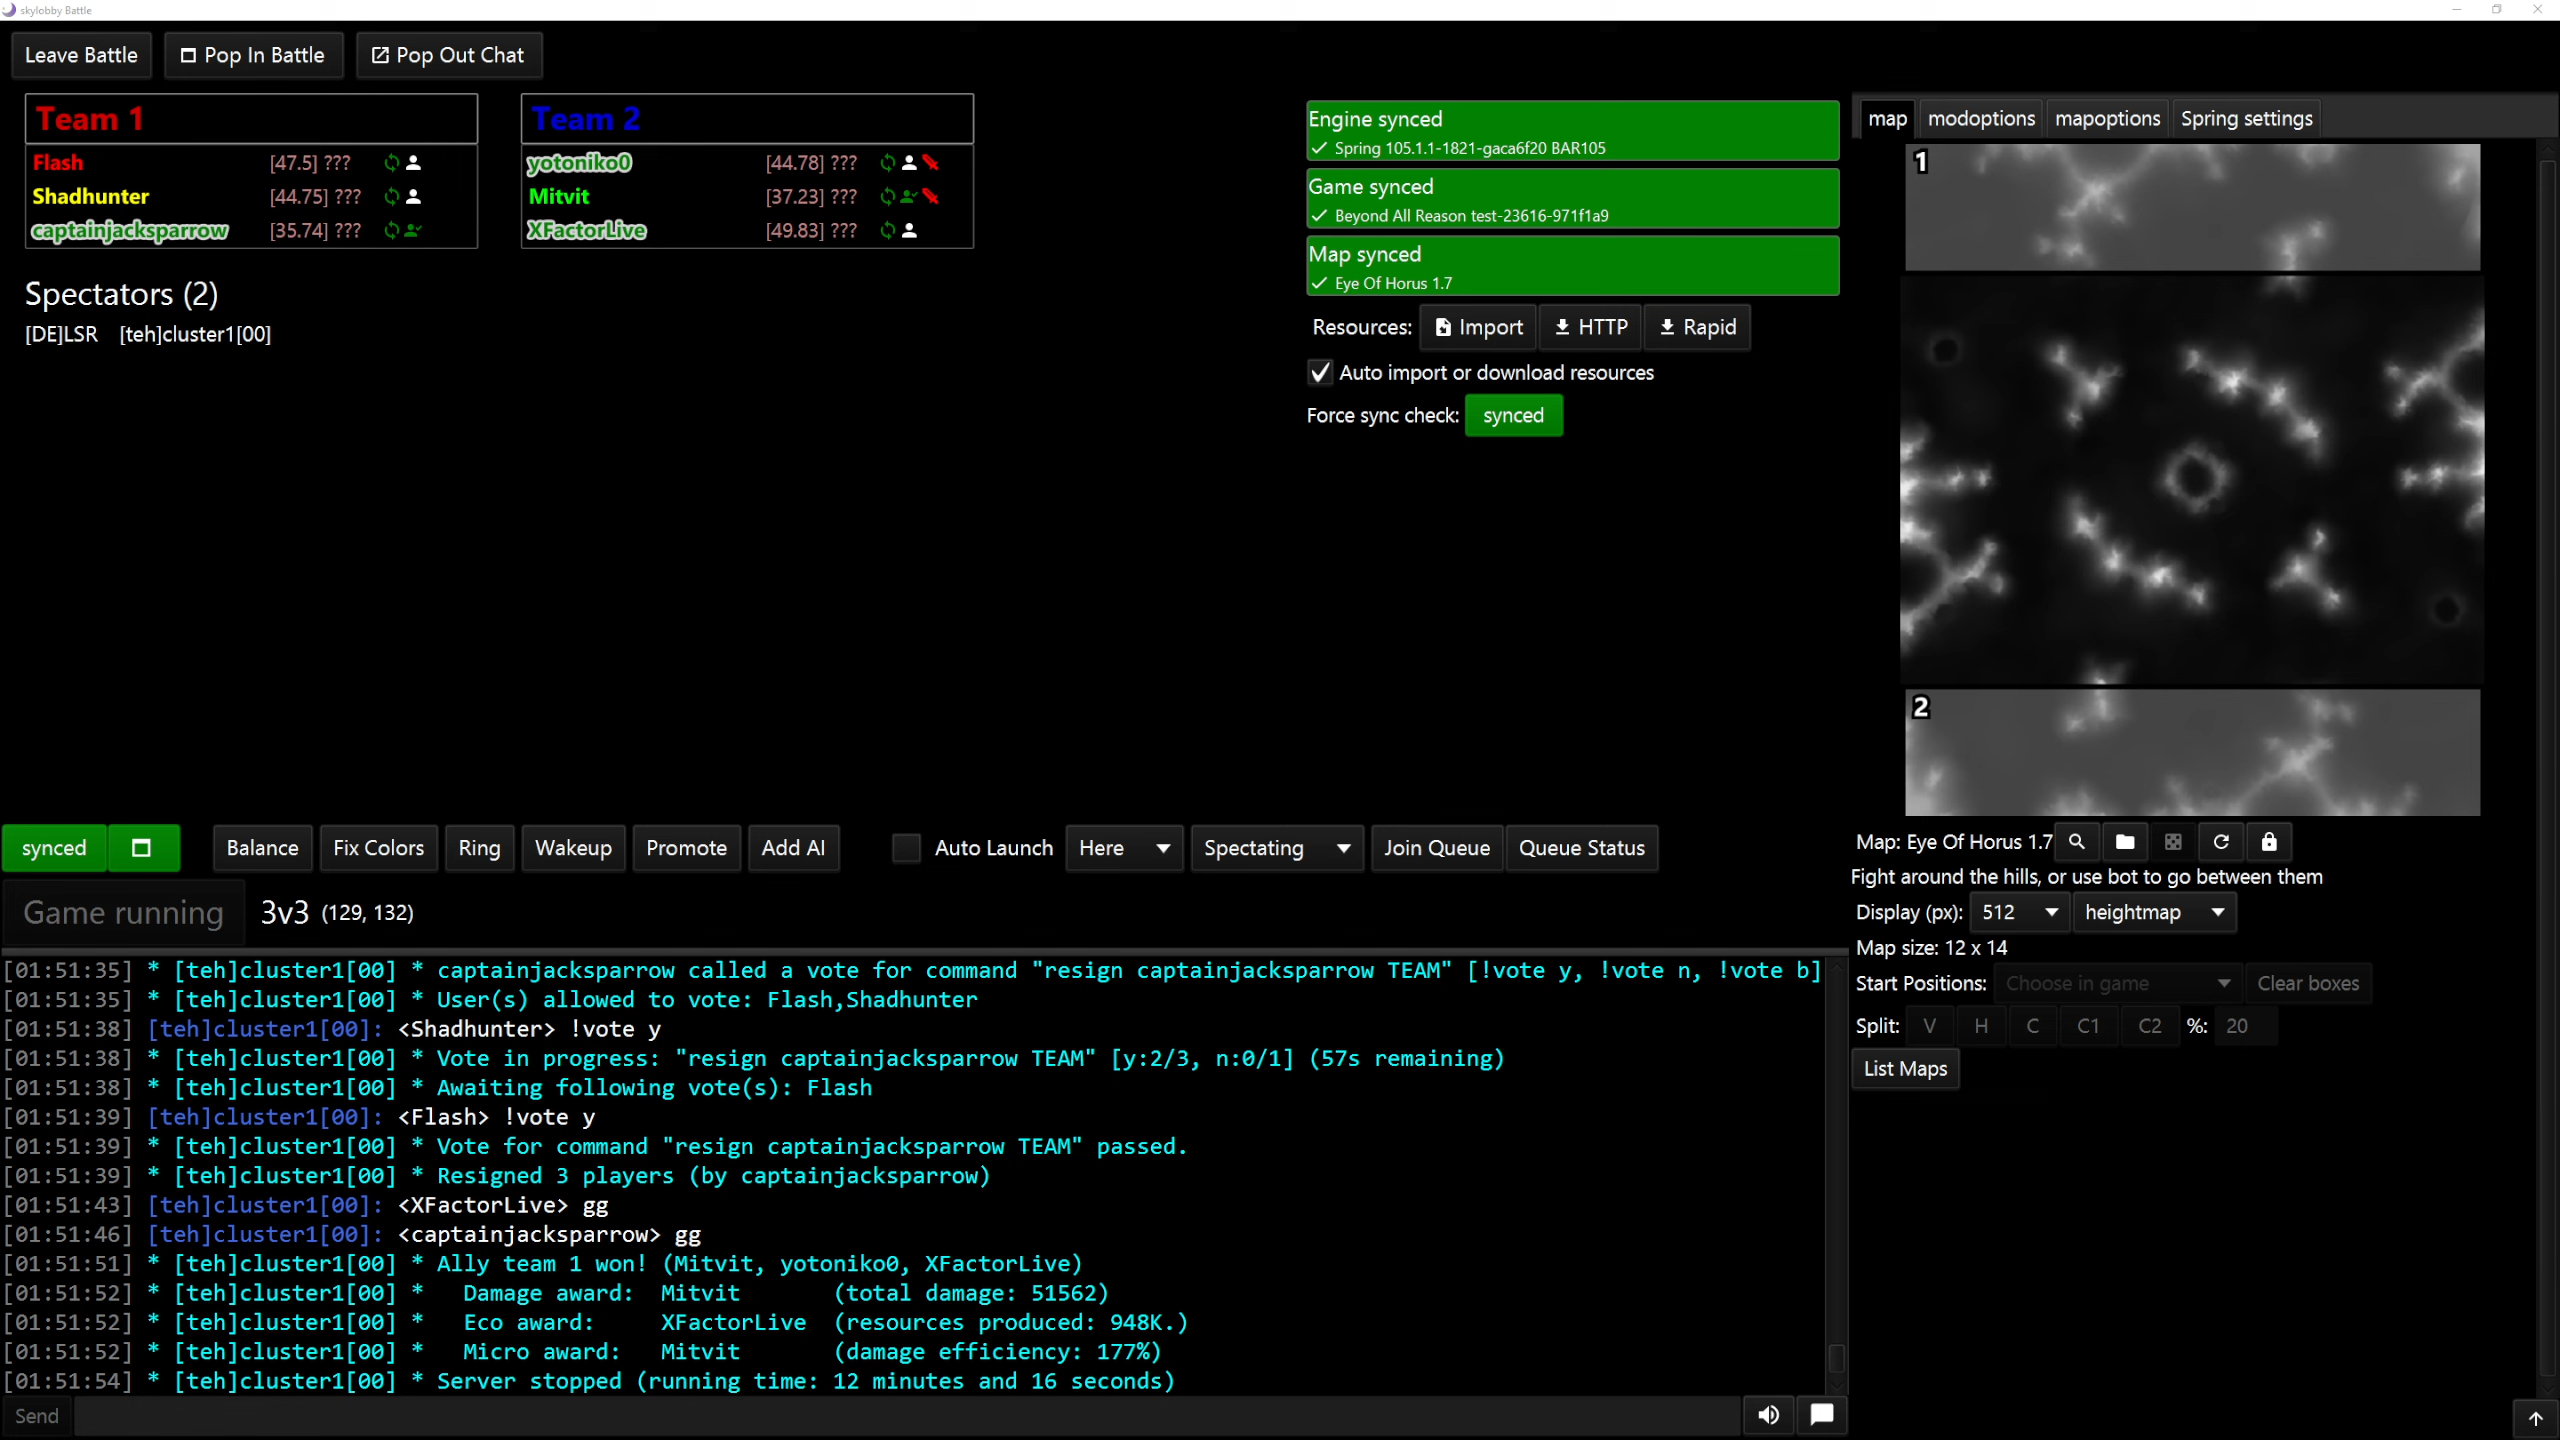 skylobby Battle
Leave Battle
Pop In Battle
Pop Out Chat
Team 1
Flash [47.5] ???
Shadhunter [44.75] ???
captainjacksparrow [35.74] ???
Team 2
yotoniko0 [44.78] ???
Mitvit [37.23] ???
XFactorLive [49.83] ???
Spectators (2)
[DE]LSR [teh]cluster1[00]
Engine synced
Spring 105.1.1-1821-gaca6f20 BAR105
Game synced
Beyond All Reason test-23616-971f1a9
Map synced
Eye Of Horus 1.7
Resources: Import HTTP Rapid
Auto import or download resources
Force sync check: synced
map modoptions mapoptions Spring settings
1
2
synced Balance Fix Colors Ring Wakeup Promote Add AI Auto Launch Here Spectating Join Queue Queue Status
Game running 3v3 (129, 132)
[01:51:35] * [teh]cluster1[00] * captainjacksparrow called a vote for command "resign captainjacksparrow TEAM" [!vote y, !vote n, !vote b]
[01:51:35] * [teh]cluster1[00] * User(s) allowed to vote: Flash,Shadhunter
[01:51:38] [teh]cluster1[00]: <Shadhunter> !vote y
[01:51:38] * [teh]cluster1[00] * Vote in progress: "resign captainjacksparrow TEAM" [y:2/3, n:0/1] (57s remaining)
[01:51:38] * [teh]cluster1[00] * Awaiting following vote(s): Flash
[01:51:39] [teh]cluster1[00]: <Flash> !vote y
[01:51:39] * [teh]cluster1[00] * Vote for command "resign captainjacksparrow TEAM" passed.
[01:51:39] * [teh]cluster1[00] * Resigned 3 players (by captainjacksparrow)
[01:51:43] [teh]cluster1[00]: <XFactorLive> gg
[01:51:46] [teh]cluster1[00]: <captainjacksparrow> gg
[01:51:51] * [teh]cluster1[00] * Ally team 1 won! (Mitvit, yotoniko0, XFactorLive)
[01:51:52] * [teh]cluster1[00] * Damage award: Mitvit (total damage: 51562)
[01:51:52] * [teh]cluster1[00] * Eco award: XFactorLive (resources produced: 948K.)
[01:51:52] * [teh]cluster1[00] * Micro award: Mitvit (damage efficiency: 177%)
[01:51:54] * [teh]cluster1[00] * Server stopped (running time: 12 minutes and 16 seconds)
Send
Map: Eye Of Horus 1.7
Fight around the hills, or use bot to go between them
Display (px): 512 heightmap
Map size: 12 x 14
Start Positions: Choose in game Clear boxes
Split: V H C C1 C2 %: 20
List Maps